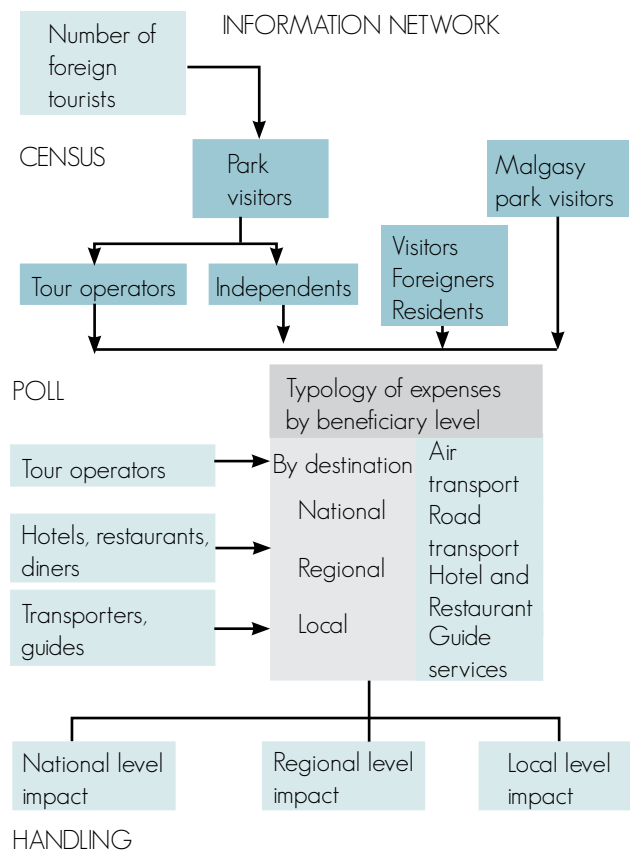 INFORMATION NETWORK
Number of
foreign
tourists
CENSUS
Park
visitors
Malgasy
park visitors
Tour operators
Independents
Visitors
Foreigners
Residents
POLL
Typology of expenses
by beneficiary level
Tour operators
Hotels, restaurants,
diners
Transporters,
guides
By destination
National
Regional
Local
Air
transport
Road
transport
Hotel and
Restaurant
Guide
services
National level
impact
Regional level
impact
Local level
impact
HANDLING